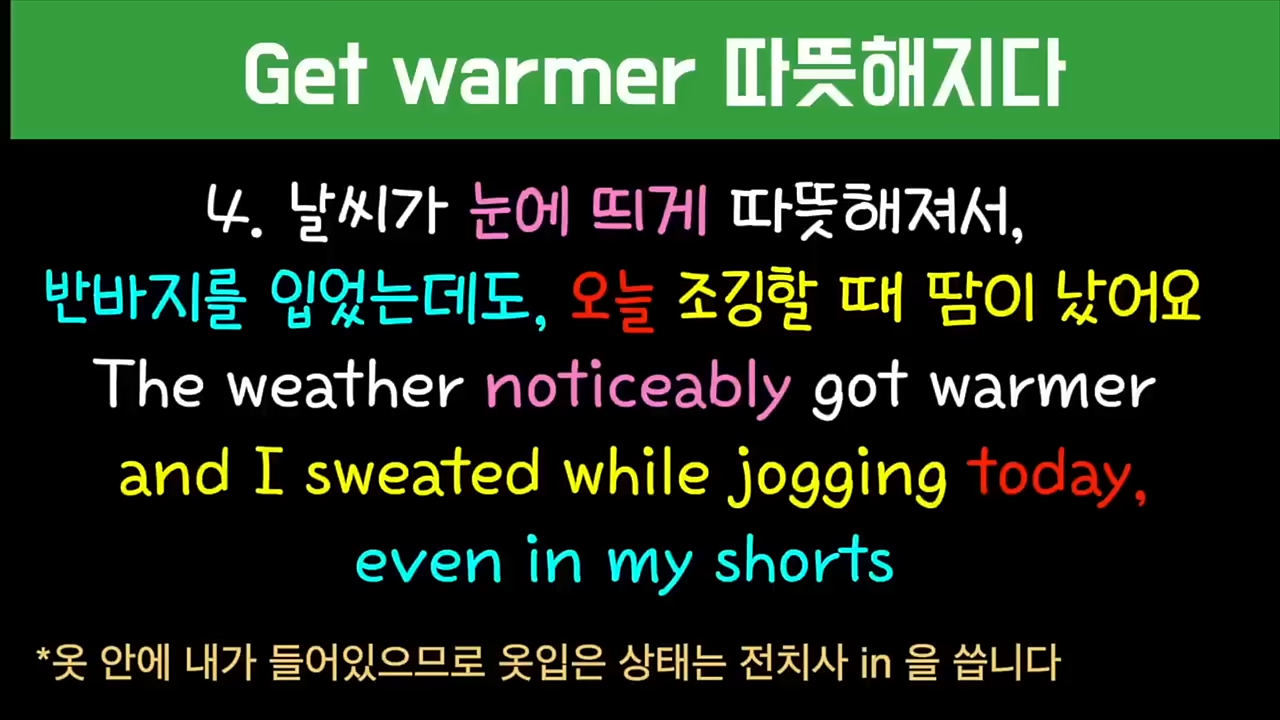 Get warmer 따뜻해지다
4. 날씨가 눈에 띄게 따뜻해져서,
반바지를 입었는데도, 오늘 조깅할 때 땀이 났어요
The weather noticeably got warmer
and I sweated while jogging today,
even in my shorts
*옷 안에 내가 들어있으므로 옷입은 상태는 전치사 in 을 씁니다